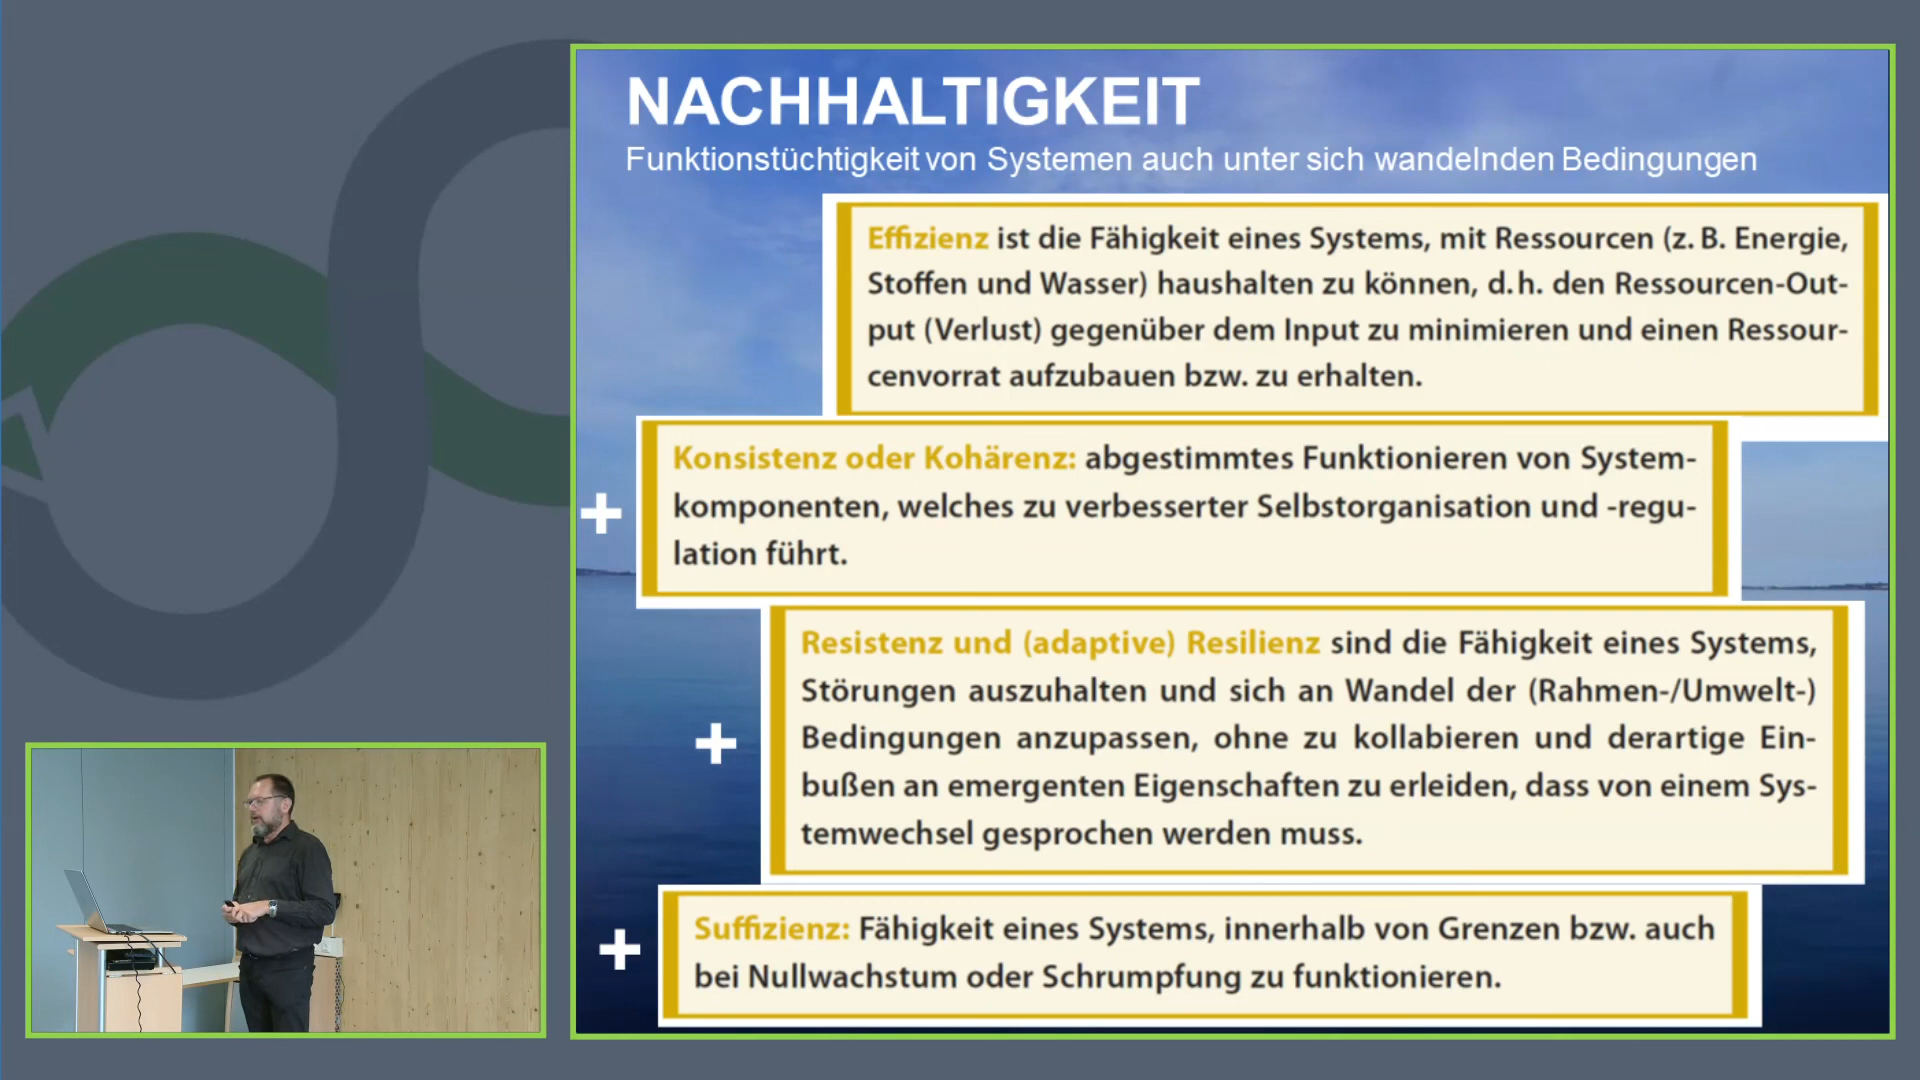 NACHHALTIGKEIT
Funktionstüchtigkeit von Systemen auch unter sich wandelnden Bedingungen
Effizienz ist die Fähigkeit eines Systems, mit Ressourcen (z. B. Energie,
Stoffen und Wasser) haushalten zu können, d. h. den Ressourcen-Out-
put (Verlust) gegenüber dem Input zu minimieren und einen Ressour-
cenvorrat aufzubauen bzw. zu erhalten.
+
Konsistenz oder Kohärenz: abgestimmtes Funktionieren von System-
komponenten, welches zu verbesserter Selbstorganisation und -regu-
lation führt.
+
Resistenz und (adaptive) Resilienz sind die Fähigkeit eines Systems,
Störungen auszuhalten und sich an Wandel der (Rahmen-/Umwelt-)
Bedingungen anzupassen, ohne zu kollabieren und derartige Ein-
bußen an emergenten Eigenschaften zu erleiden, dass von einem Sys-
temwechsel gesprochen werden muss.
+
Suffizienz: Fähigkeit eines Systems, innerhalb von Grenzen bzw. auch
bei Nullwachstum oder Schrumpfung zu funktionieren.